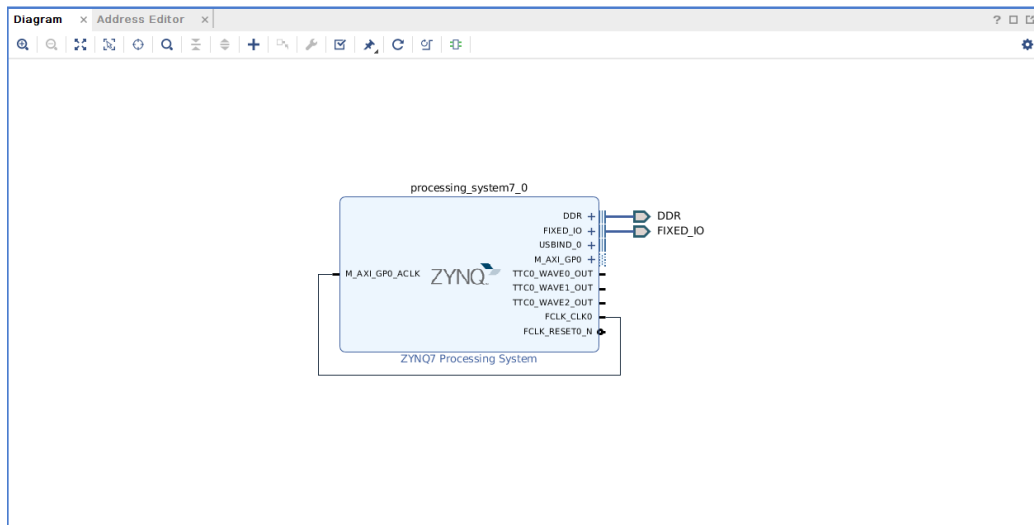 Diagram × Address Editor ×
?
processing_system7_0
DDR + DDR
FIXED_IO + FIXED_IO
USBIND_0 +
M_AXI_GP0 +
M_AXI_GP0_ACLK ZYNQ TTC0_WAVE0_OUT
TTC0_WAVE1_OUT
TTC0_WAVE2_OUT
FCLK_CLK0
FCLK_RESET0_N
ZYNQ7 Processing System